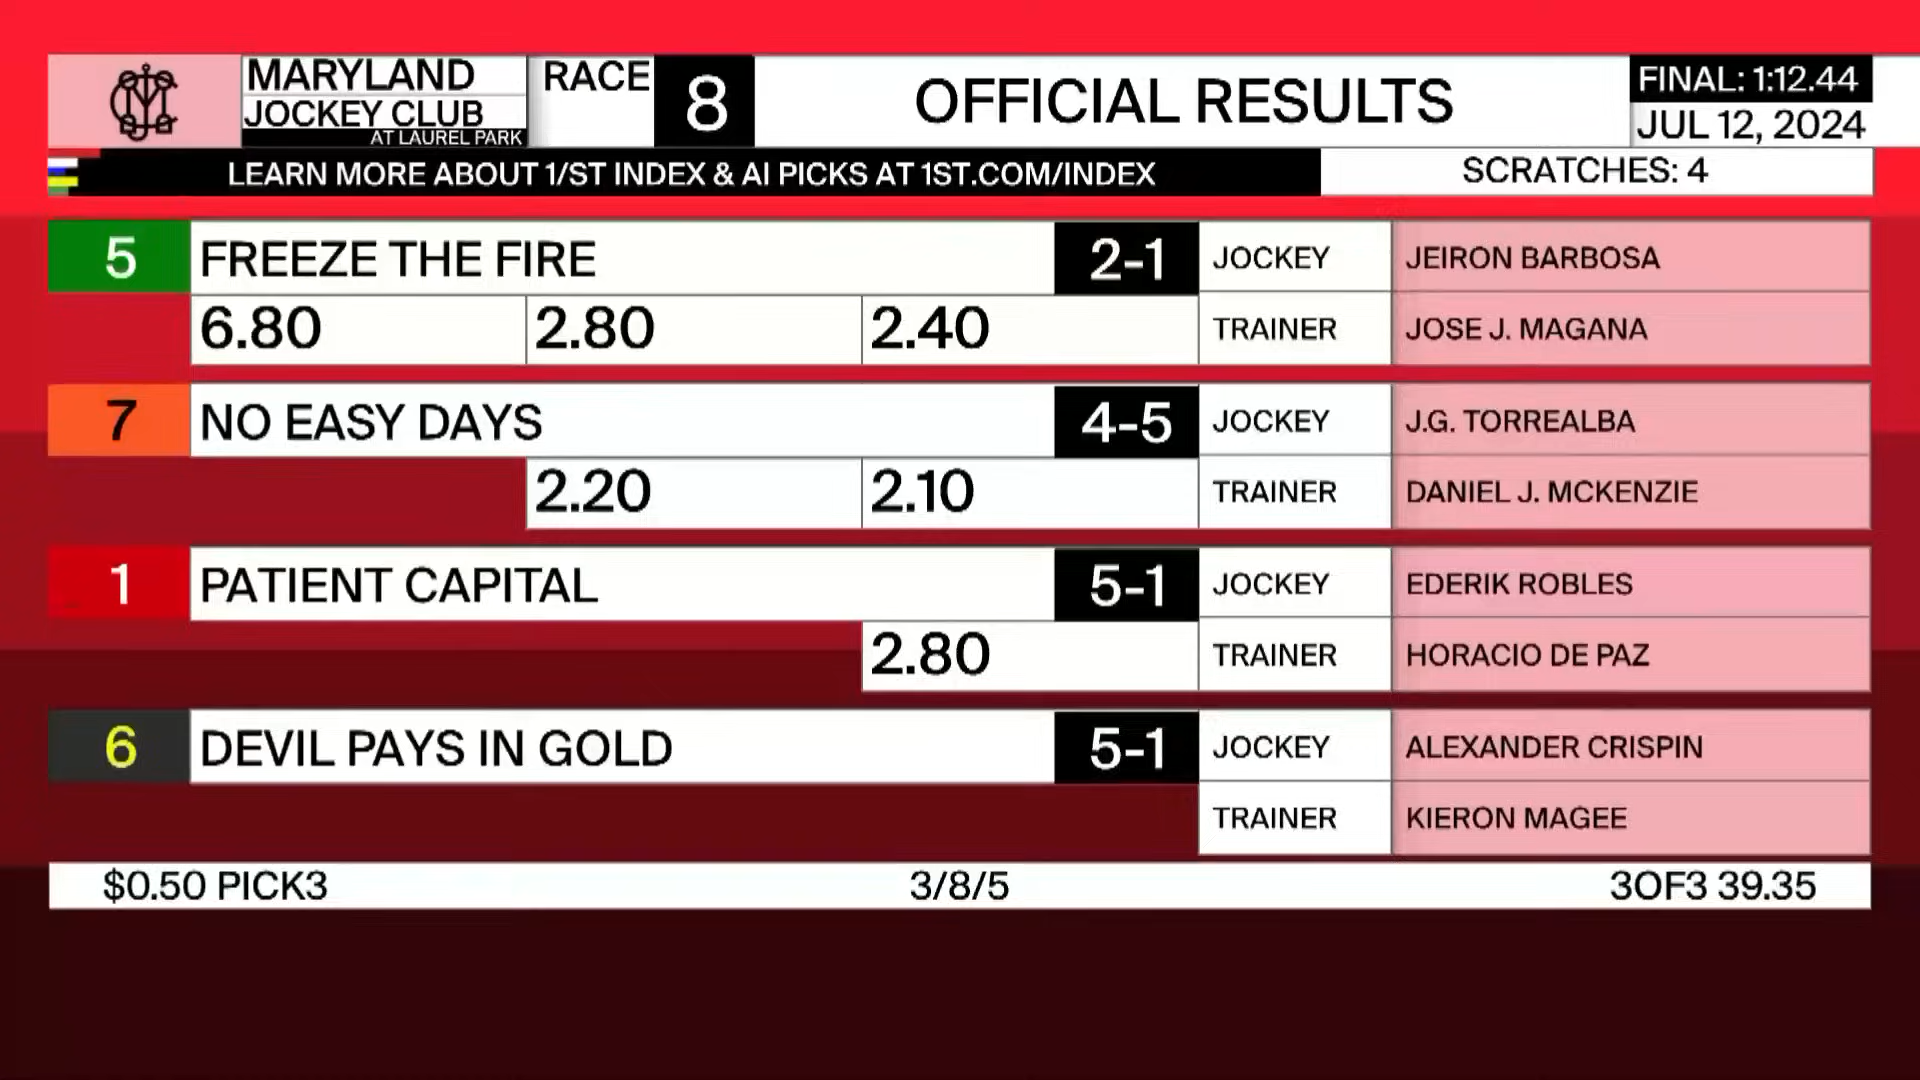 MARYLAND
JOCKEY CLUB
AT LAUREL PARK
RACE 8
OFFICIAL RESULTS
FINAL: 1:12.44
JUL 12, 2024
LEARN MORE ABOUT 1/ST INDEX & AI PICKS AT 1ST.COM/INDEX
SCRATCHES: 4
5 FREEZE THE FIRE 2-1 JOCKEY JEIRON BARBOSA
6.80 2.80 2.40 TRAINER JOSE J. MAGANA
7 NO EASY DAYS 4-5 JOCKEY J.G. TORREALBA
2.20 2.10 TRAINER DANIEL J. MCKENZIE
1 PATIENT CAPITAL 5-1 JOCKEY EDERIK ROBLES
2.80 TRAINER HORACIO DE PAZ
6 DEVIL PAYS IN GOLD 5-1 JOCKEY ALEXANDER CRISPIN
TRAINER KIERON MAGEE
$0.50 PICK3 3/8/5 3OF3 39.35